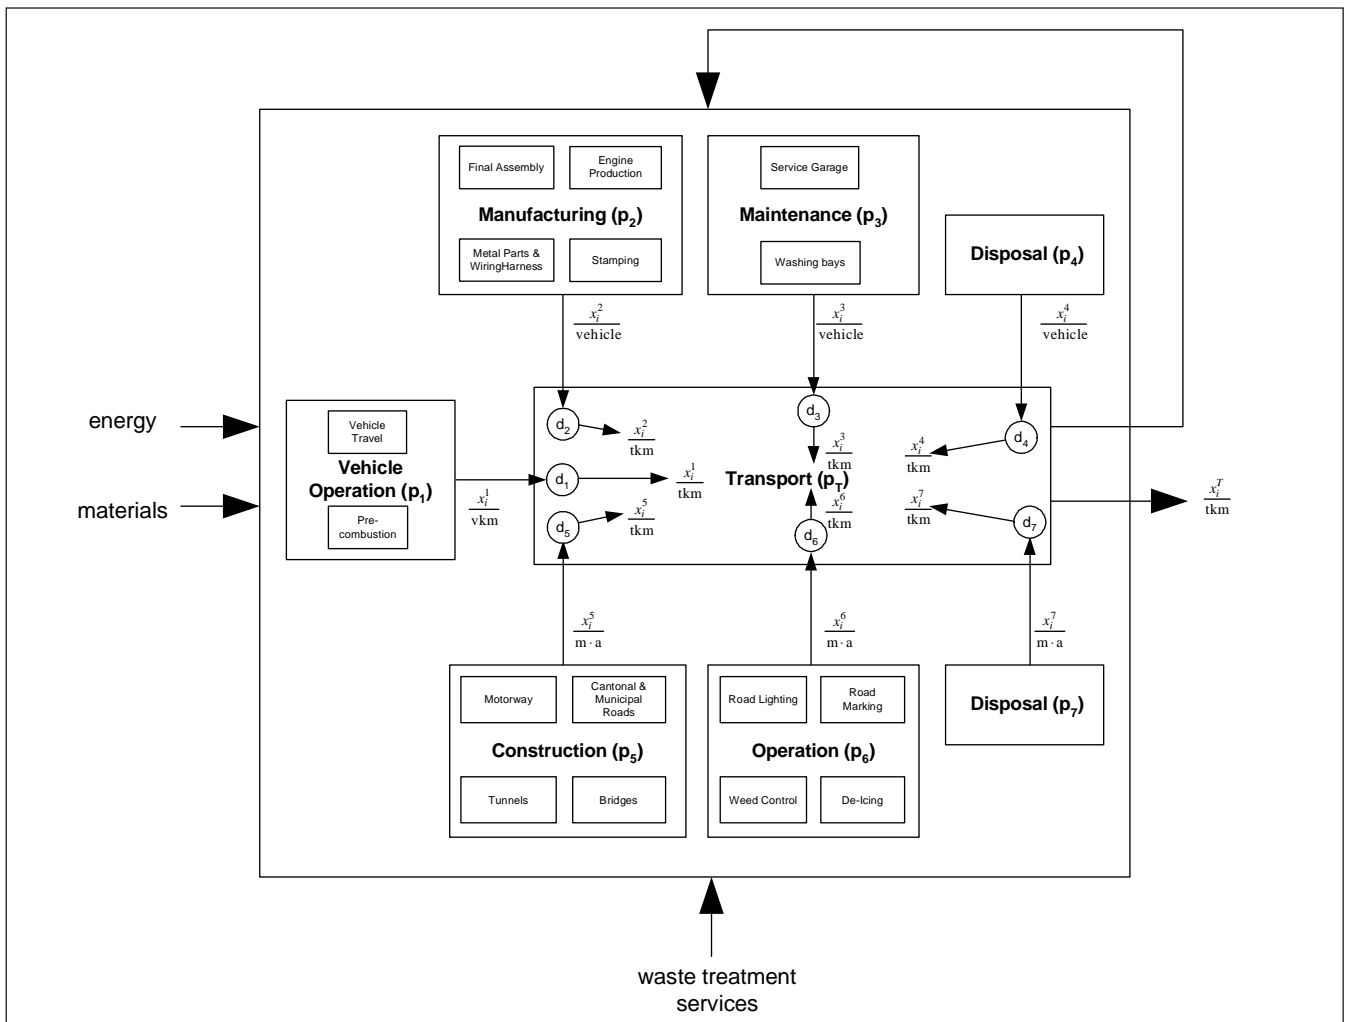 Final Assembly
Engine
Production
Manufacturing (p2)
Metal Parts &
WiringHarness
Stamping
Service Garage
Maintenance (p3)
Washing bays
Disposal (p4)
x_i^2
vehicle
x_i^3
vehicle
x_i^4
vehicle
energy
materials
Vehicle
Travel
Vehicle
Operation (p1)
Pre-
combustion
x_i^1
vkm
d2
x_i^2
tkm
d1
x_i^1
tkm
d5
x_i^5
tkm
d3
x_i^3
tkm
Transport (pT)
x_i^6
tkm
d6
d4
x_i^4
tkm
x_i^7
tkm
d7
x_i^T
tkm
x_i^5
m · a
x_i^6
m · a
x_i^7
m · a
Motorway
Cantonal &
Municipal
Roads
Construction (p5)
Tunnels
Bridges
Road Lighting
Road
Marking
Operation (p6)
Weed Control
De-Icing
Disposal (p7)
waste treatment
services